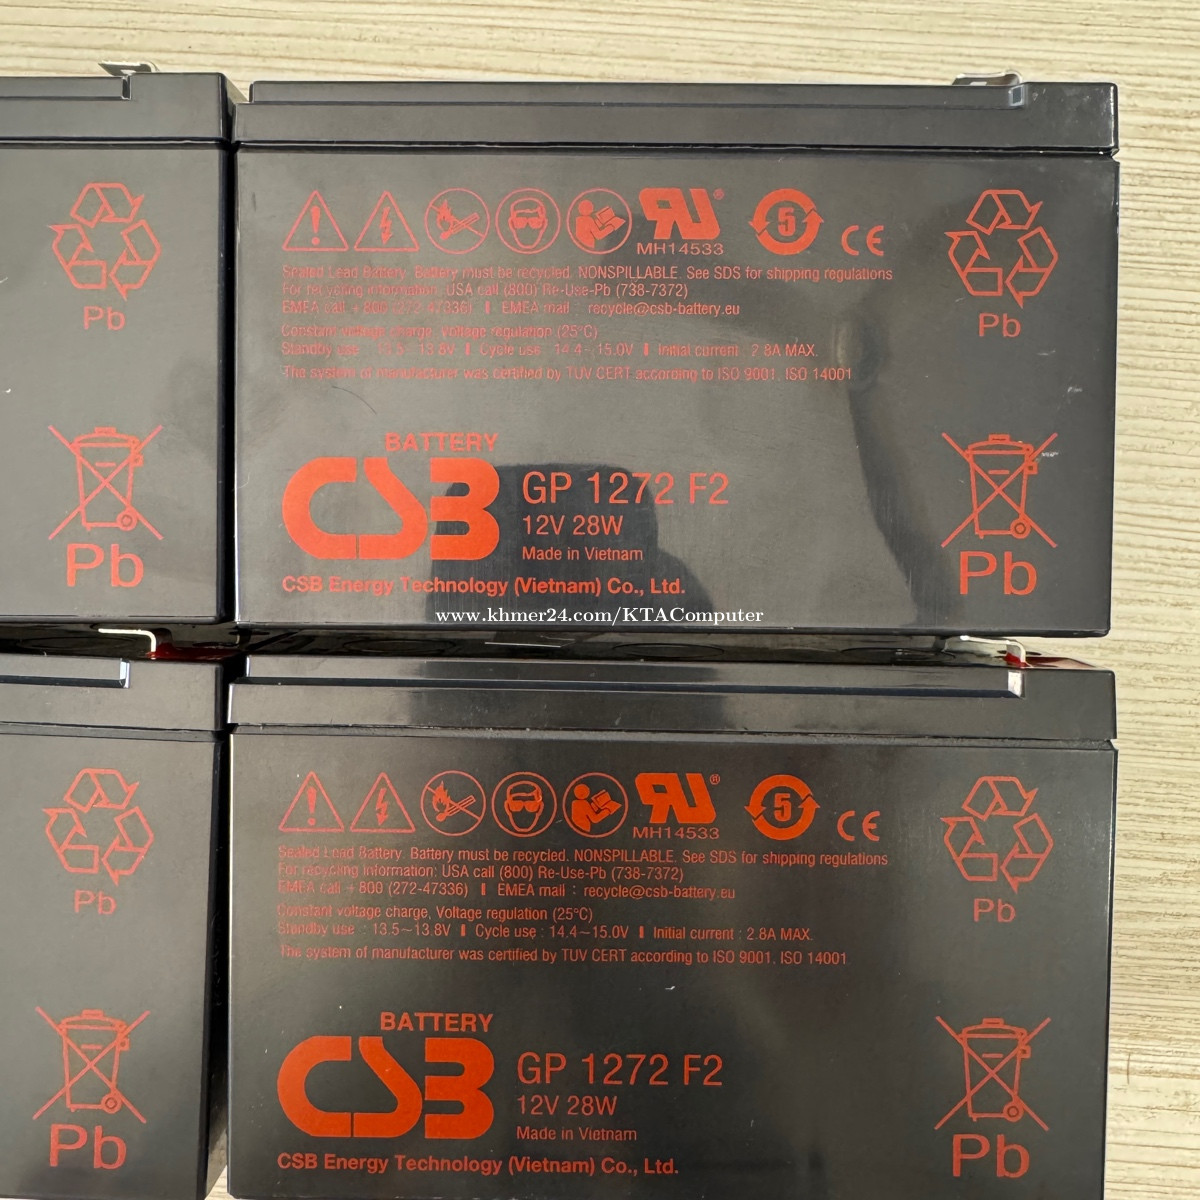 Pb
Pb
MH14533
5
CE
Sealed Lead Battery. Battery must be recycled. NONSPILLABLE. See SDS for shipping regulations
For recycling information: USA call (800) Re-Use-Pb (738-7372)
EMEA call +800 (272-47336) | EMEA mail : recycle@csb-battery.eu
Constant voltage charge, Voltage regulation (25°C)
Standby use : 13.5~13.8V | Cycle use : 14.4~15.0V | Initial current : 2.8A MAX.
The system of manufacturer was certified by TUV CERT according to ISO 9001, ISO 14001
Pb
BATTERY
CSB
GP 1272 F2
12V 28W
Made in Vietnam
CSB Energy Technology (Vietnam) Co., Ltd.
Pb
www.khmer24.com/KTAComputer
Pb
Pb
MH14533
5
CE
Sealed Lead Battery. Battery must be recycled. NONSPILLABLE. See SDS for shipping regulations
For recycling information: USA call (800) Re-Use-Pb (738-7372)
EMEA call +800 (272-47336) | EMEA mail : recycle@csb-battery.eu
Constant voltage charge, Voltage regulation (25°C)
Standby use : 13.5~13.8V | Cycle use : 14.4~15.0V | Initial current : 2.8A MAX.
The system of manufacturer was certified by TUV CERT according to ISO 9001, ISO 14001
Pb
BATTERY
CSB
GP 1272 F2
12V 28W
Made in Vietnam
CSB Energy Technology (Vietnam) Co., Ltd.
Pb